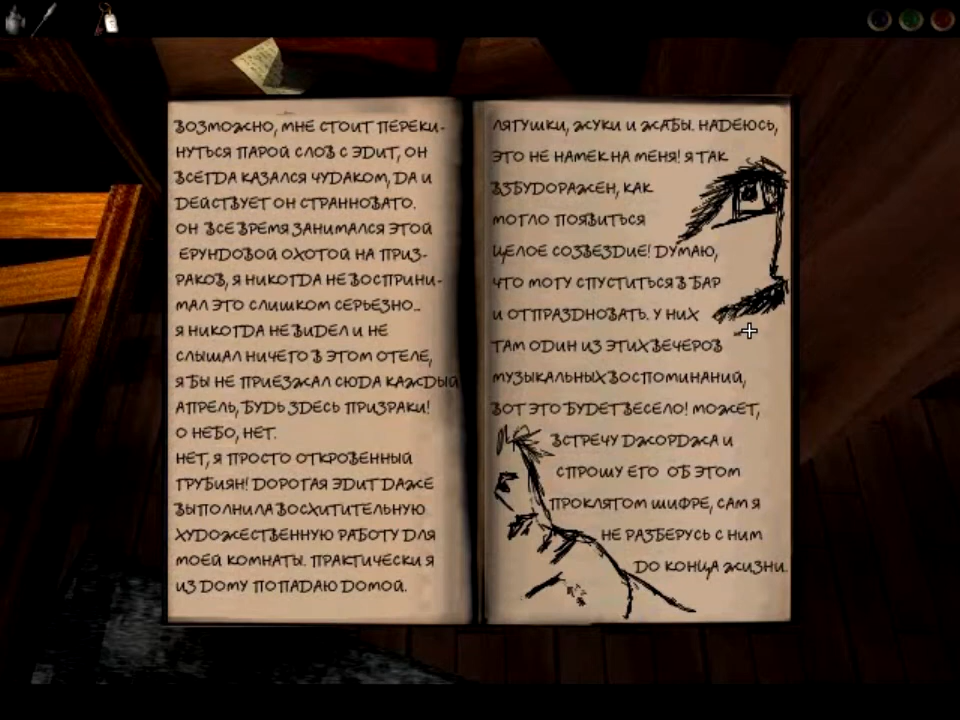 ВОЗМОЖНО, МНЕ СТОИТ ПЕРЕКИ-
НУТЬСЯ ПАРОЙ СЛОВ С ЭДИТ, ОН
ВСЕГДА КАЗАЛСЯ ЧУДАКОМ, ДА И
ДЕЙСТВУЕТ ОН СТРАННОВАТО.
ОН ВСЕ ВРЕМЯ ЗАНИМАЛСЯ ЭТОЙ
ЕРУНДОВОЙ ОХОТОЙ НА ПРИЗ-
РАКОВ, Я НИКОГДА НЕ ВОСПРИНИ-
МАЛ ЭТО СЛИШКОМ СЕРЬЕЗНО...
Я НИКОГДА НЕ ВИДЕЛ И НЕ
СЛЫШАЛ НИЧЕГО В ЭТОМ ОТЕЛЕ,
Я БЫ НЕ ПРИЕЗЖАЛ СЮДА КАЖДЫЙ
АПРЕЛЬ, БУДЬ ЗДЕСЬ ПРИЗРАКИ!
О НЕБО, НЕТ.
НЕТ, Я ПРОСТО ОТКРОВЕННЫЙ
ГРУБИЯН! ДОРОГАЯ ЭДИТ ДАЖЕ
ВЫПОЛНИЛА ВОСХИТИТЕЛЬНУЮ
ХУДОЖЕСТВЕННУЮ РАБОТУ ДЛЯ
МОЕЙ КОМНАТЫ. ПРАКТИЧЕСКИ Я
ИЗ ДОМУ ПОПАДАЮ ДОМОЙ.
ЛЯГУШКИ, ЖУКИ И ЖАБЫ. НАДЕЮСЬ,
ЭТО НЕ НАМЕК НА МЕНЯ! Я ТАК
ВЗБУДОРАЖЕН, КАК
МОГЛО ПОЯВИТЬСЯ
ЦЕЛОЕ СОЗВЕЗДИЕ! ДУМАЮ,
ЧТО МОГУ СПУСТИТЬСЯ В БАР
И ОТПРАЗДНОВАТЬ. У НИХ
ТАМ ОДИН ИЗ ЭТИХ ВЕЧЕРОВ
МУЗЫКАЛЬНЫХ ВОСПОМИНАНИЙ,
ВОТ ЭТО БУДЕТ ВЕСЕЛО! МОЖЕТ,
ВСТРЕЧУ ДЖОРДЖА И
СПРОШУ ЕГО ОБ ЭТОМ
ПРОКЛЯТОМ ШИФРЕ, САМ Я
НЕ РАЗБЕРУСЬ С НИМ
ДО КОНЦА ЖИЗНИ.